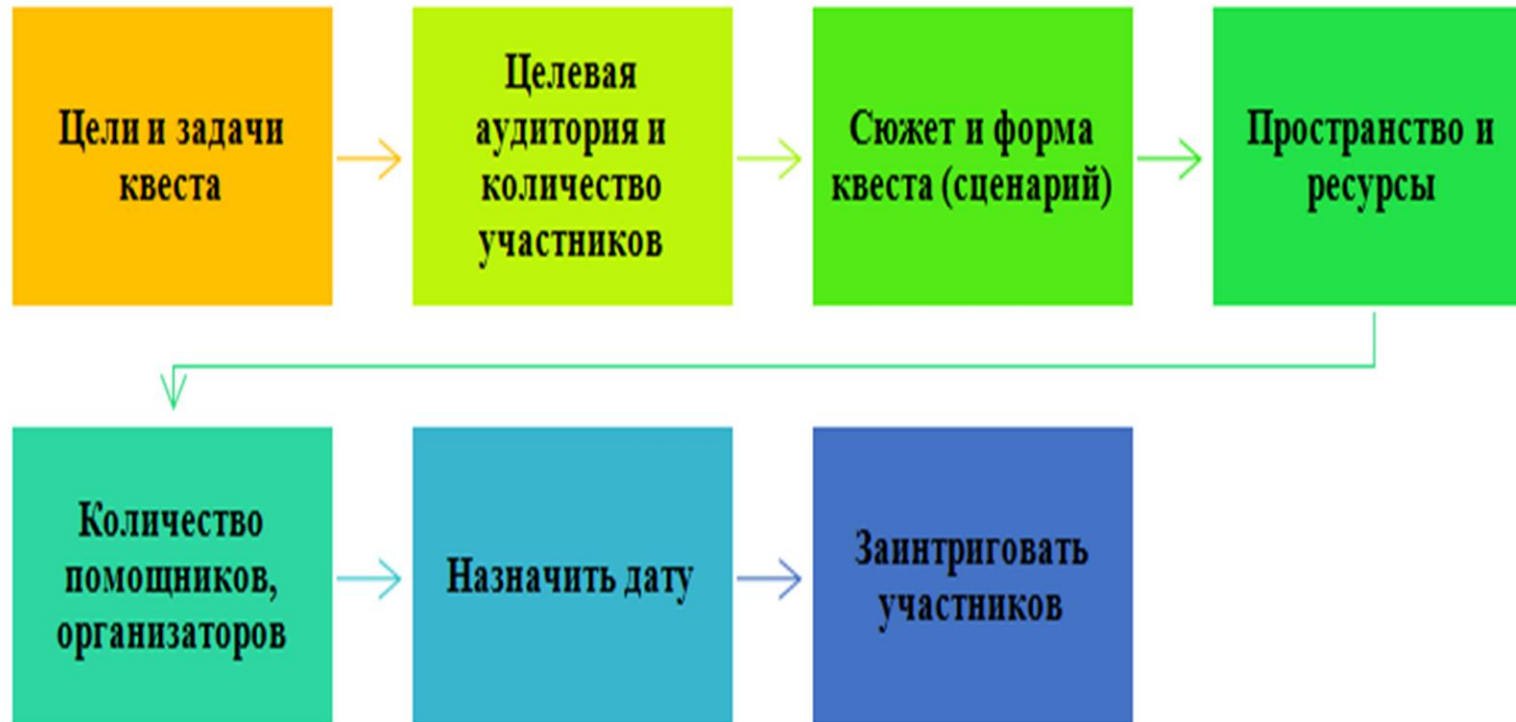 Цели и задачи
квеста
Целевая
аудитория и
количество
участников
Сюжет и форма
квеста (сценарий)
Пространство и
ресурсы
Количество
помощников,
организаторов
Назначить дату
Заинтриговать
участников